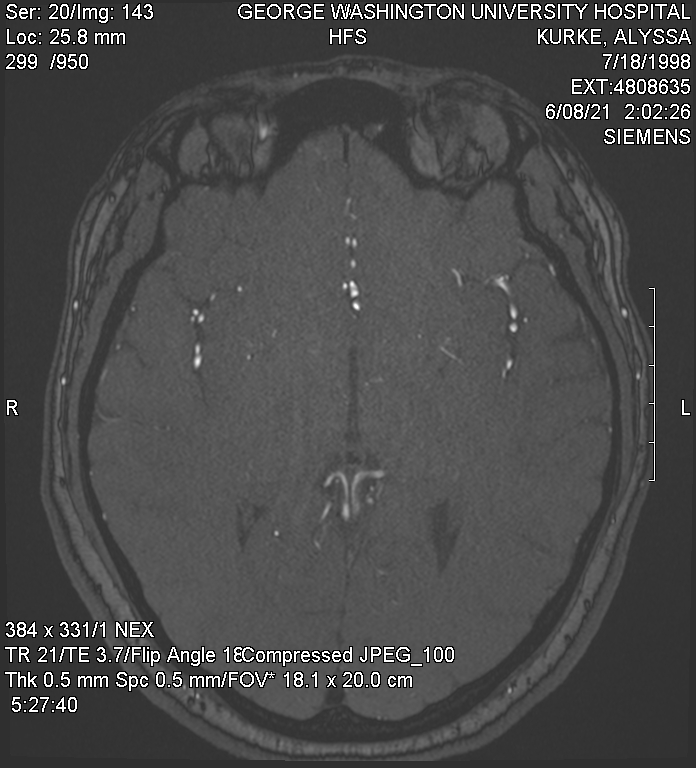 Ser: 20/Img: 143
Loc: 25.8 mm
299 /950
HFS
GEORGE WASHINGTON UNIVERSITY HOSPITAL
KURKE, ALYSSA
7/18/1998
EXT:4808635
6/08/21 2:02:26
SIEMENS
R
L
384 x 331/1 NEX
TR 21/TE 3.7/Flip Angle 18Compressed JPEG_100
Thk 0.5 mm Spc 0.5 mm/FOV* 18.1 x 20.0 cm
5:27:40